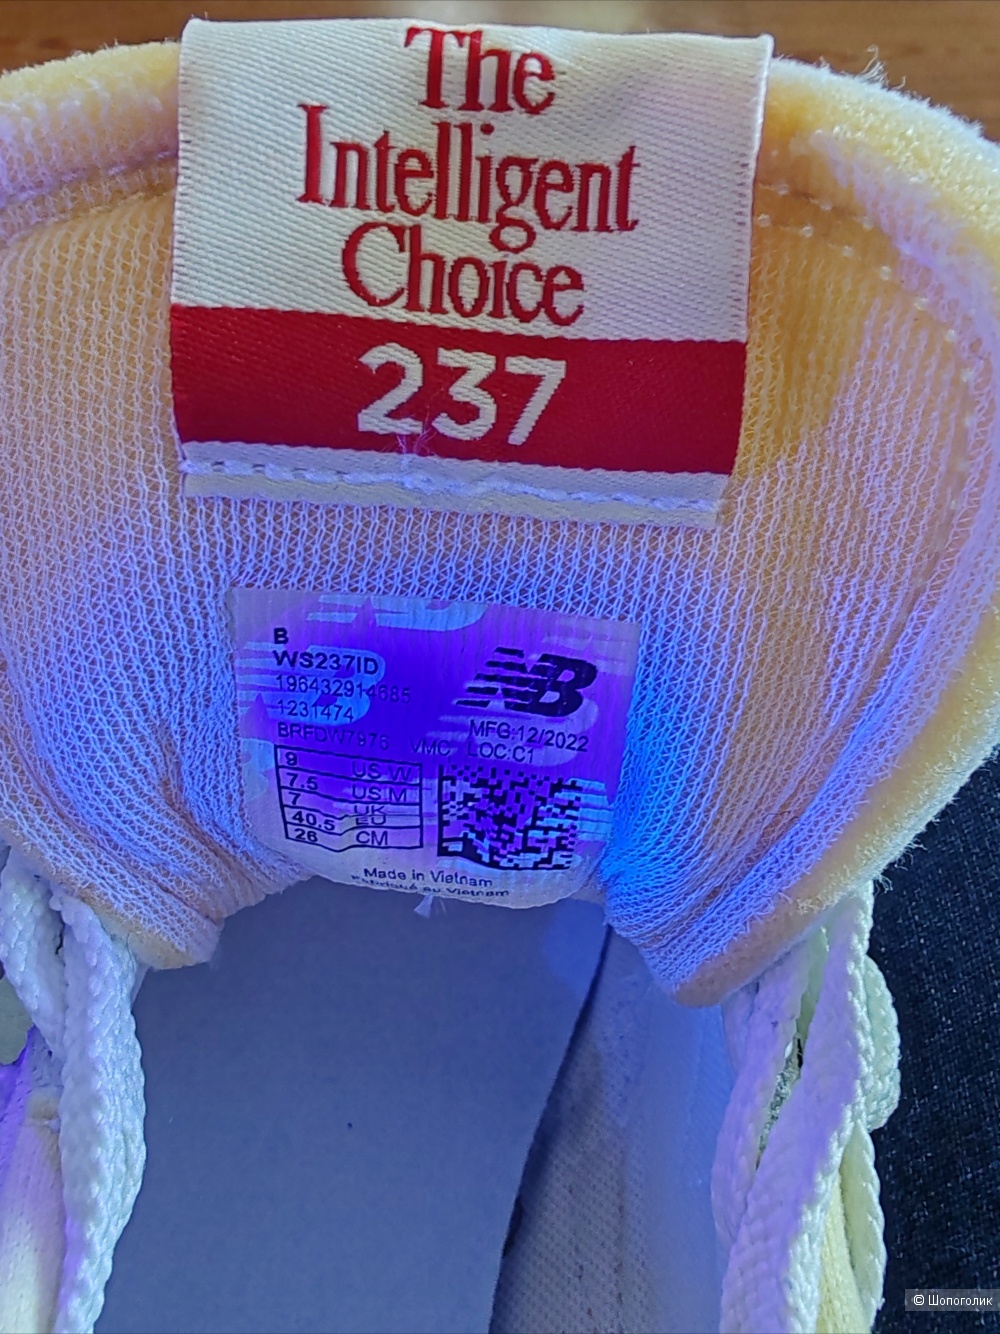 The
Intelligent
Choice
237
B
WS237ID
196432914685
1231474
BRFDW7976 VMC LOC:C1
NB
MFG:12/2022
9 US W
7.5 US M
7 UK
40.5 EU
26 CM
Made in Vietnam
Fabriqué au Vietnam
© Шопоголик